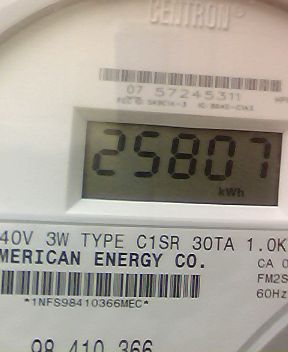 CENTRON®
07 57245311
25807
kWh
40V 3W TYPE C1SR 30TA 1.0K
MERICAN ENERGY CO.
CA 0
FM2S
60Hz
*1NFS98410366MEC*
98 410 366